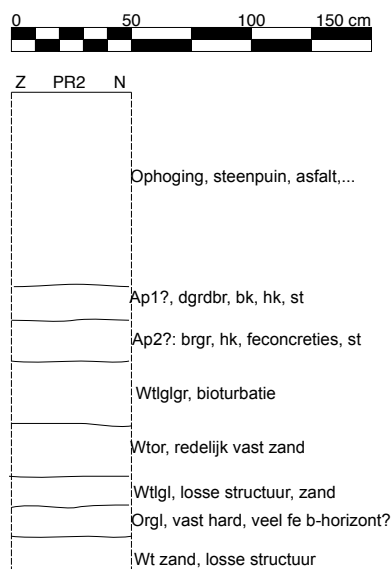 0 50 100 150 cm
Z PR2 N
Ophoging, steenpuin, asfalt,...
Ap1?, dgrdbr, bk, hk, st
Ap2?: brgr, hk, feconcreties, st
Wtlglgr, bioturbatie
Wtor, redelijk vast zand
Wtlgl, losse structuur, zand
Orgl, vast hard, veel fe b-horizont?
Wt zand, losse structuur